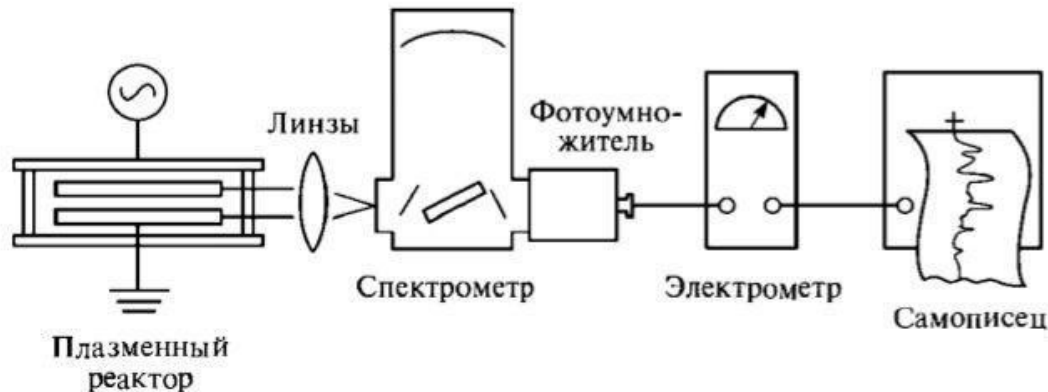 Линзы
Фотоумно-
житель
Спектрометр
Электрометр
Самописец
Плазменный
реактор